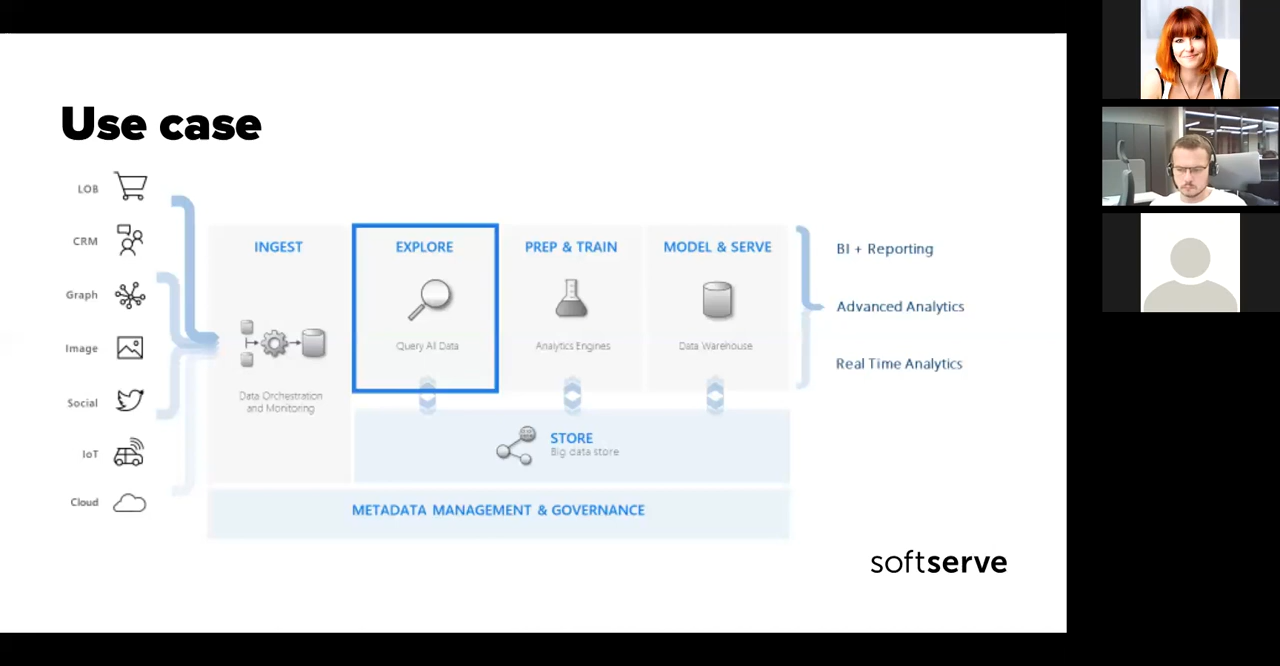 Use case
LOB
CRM
Graph
Image
Social
IoT
Cloud
INGEST
Data Orchestration
and Monitoring
EXPLORE
Query All Data
PREP & TRAIN
Analytics Engines
MODEL & SERVE
Data Warehouse
STORE
Big data store
METADATA MANAGEMENT & GOVERNANCE
BI + Reporting
Advanced Analytics
Real Time Analytics
softserve